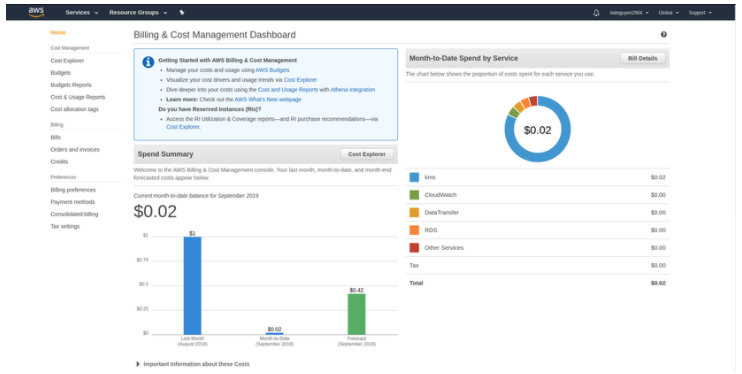 aws
Services
Resource Groups
datnguyen2904
Global
Support
Home
Cost Management
Cost Explorer
Budgets
Budgets Reports
Cost & Usage Reports
Cost allocation tags
Billing
Bills
Orders and invoices
Credits
Preferences
Billing preferences
Payment methods
Consolidated billing
Tax settings
Billing & Cost Management Dashboard
Getting Started with AWS Billing & Cost Management
• Manage your costs and usage using AWS Budgets
• Visualize your cost drivers and usage trends via Cost Explorer
• Dive deeper into your costs using the Cost and Usage Reports with Athena integration
• Learn more: Check out the AWS What's New webpage
Do you have Reserved Instances (RIs)?
• Access the RI Utilization & Coverage reports—and RI purchase recommendations—via
Cost Explorer.
Spend Summary
Cost Explorer
Welcome to the AWS Billing & Cost Management console. Your last month, month-to-date, and month-end
forecasted costs appear below.
Current month-to-date balance for September 2019
$0.02
$1
$0.75
$0.5
$0.25
$0
$1
$0.02
$0.42
Last Month
(August 2019)
Month-to-Date
(September 2019)
Forecast
(September 2019)
Important Information about these Costs
Month-to-Date Spend by Service
Bill Details
The chart below shows the proportion of costs spent for each service you use.
$0.02
kms $0.02
CloudWatch $0.00
DataTransfer $0.00
RDS $0.00
Other Services $0.00
Tax $0.00
Total $0.02